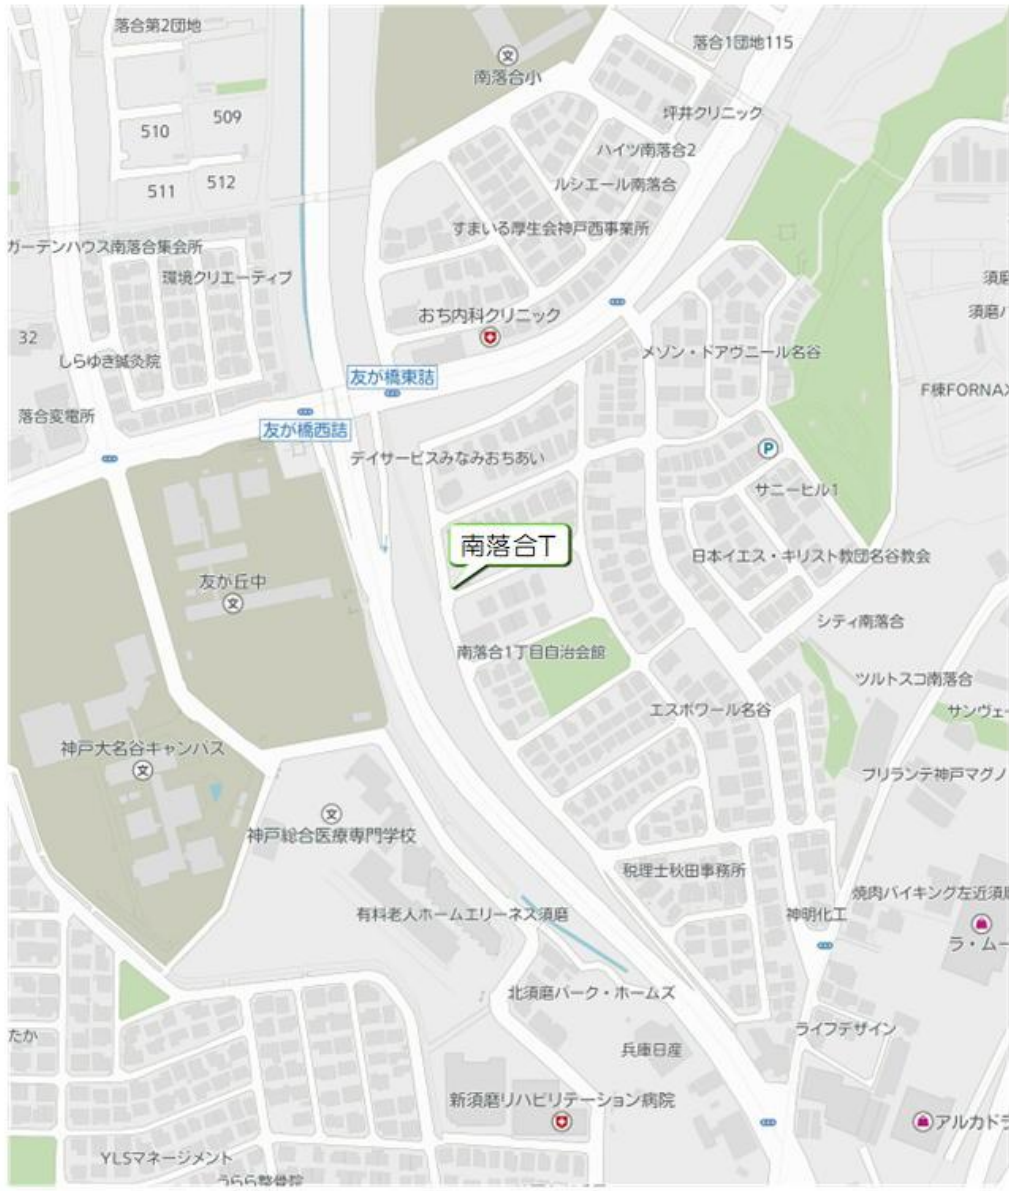 落合第2団地
落合1団地115
南落合小
509
510
坪井クリニック
ハイツ南落合2
511
512
ルシエール南落合
すまいる厚生会神戸西事業所
ガーデンハウス南落合集会所
環境クリエーティブ
須磨
須磨パ
おち内科クリニック
32
しらゆき鍼灸院
メゾン・ドアヴニール名谷
友が橋東詰
F棟FORNAX
落合変電所
友が橋西詰
デイサービスみなみおちあい
P
サニーヒル1
南落合T
日本イエス・キリスト教団名谷教会
友が丘中
文
シティ南落合
南落合1丁目自治会館
ツルトスコ南落合
エスポワール名谷
サンヴェー
神戸大名谷キャンパス
文
ブリランテ神戸マグノ
文
神戸総合医療専門学校
税理士秋田事務所
焼肉バイキング左近須磨
有料老人ホームエリーネス須磨
神明化工
ラ・ムー
北須磨パーク・ホームズ
たか
ライフデザイン
兵庫日産
新須磨リハビリテーション病院
アルカドラ
YLSマネージメント
うらら整骨院